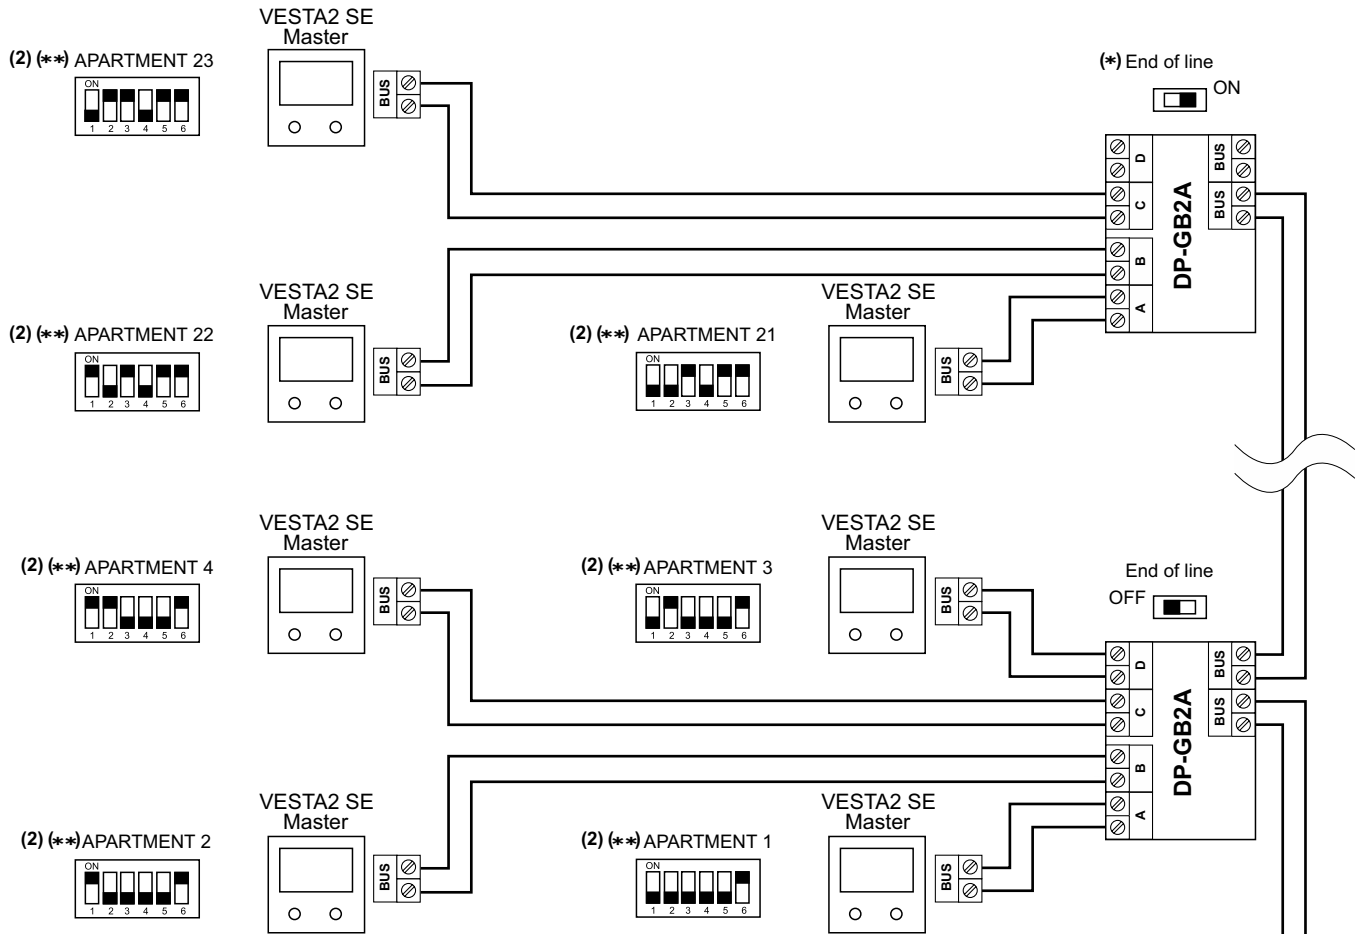 VESTA2 SE
Master
(2) (**) APARTMENT 23
ON
1 2 3 4 5 6
BUS
(*) End of line
ON
D
C
B
A
BUS
BUS
DP-GB2A
VESTA2 SE
Master
(2) (**) APARTMENT 22
ON
1 2 3 4 5 6
BUS
VESTA2 SE
Master
(2) (**) APARTMENT 21
ON
1 2 3 4 5 6
BUS
VESTA2 SE
Master
(2) (**) APARTMENT 4
ON
1 2 3 4 5 6
BUS
VESTA2 SE
Master
(2) (**) APARTMENT 3
ON
1 2 3 4 5 6
BUS
End of line
OFF
D
C
B
A
BUS
BUS
DP-GB2A
VESTA2 SE
Master
(2) (**) APARTMENT 2
ON
1 2 3 4 5 6
BUS
VESTA2 SE
Master
(2) (**) APARTMENT 1
ON
1 2 3 4 5 6
BUS